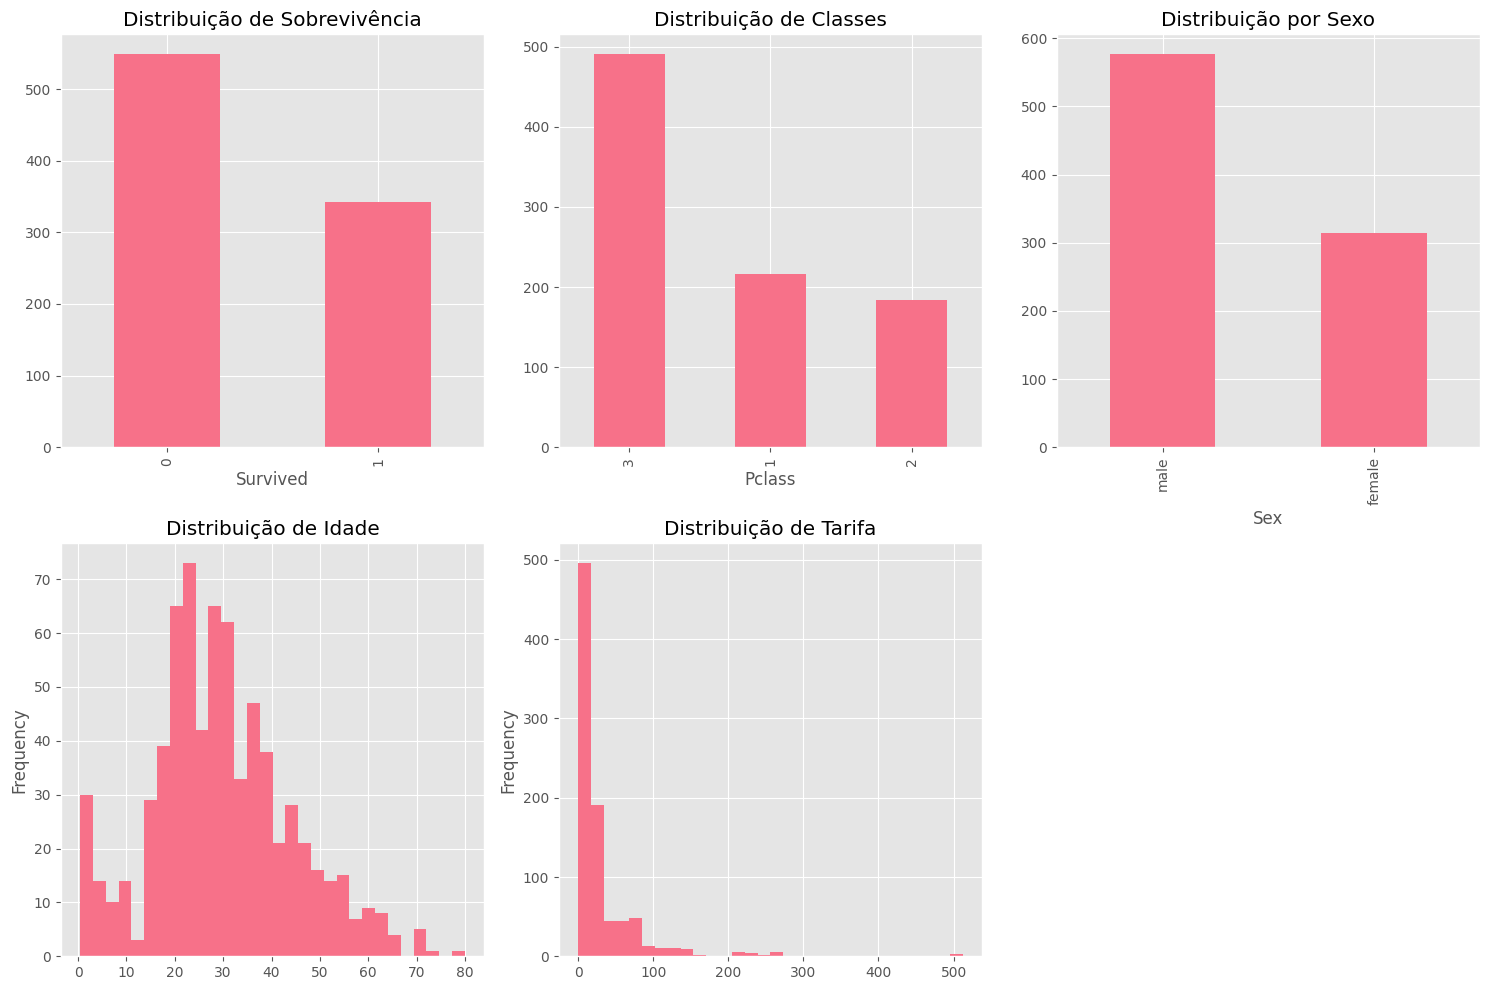 Distribuição de Sobrevivência
500
400
300
200
100
0
0
1
Survived
Distribuição de Classes
500
400
300
200
100
0
3
1
2
Pclass
Distribuição por Sexo
600
500
400
300
200
100
0
male
female
Sex
Distribuição de Idade
Frequency
70
60
50
40
30
20
10
0
0 10 20 30 40 50 60 70 80
Distribuição de Tarifa
Frequency
500
400
300
200
100
0
0 100 200 300 400 500